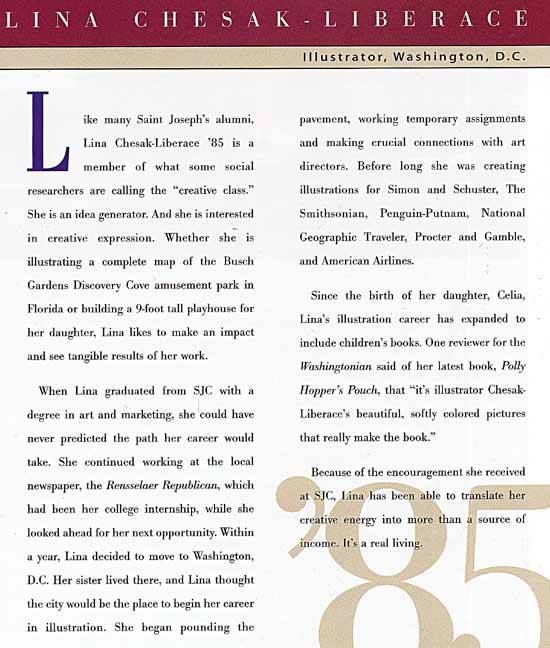 LINA CHESAK-LIBERACE
Illustrator, Washington, D.C.
Like many Saint Joseph's alumni,
Lina Chesak-Liberace '85 is a
member of what some social
researchers are calling the "creative class."
She is an idea generator. And she is interested
in creative expression. Whether she is
illustrating a complete map of the Busch
Gardens Discovery Cove amusement park in
Florida or building a 9-foot tall playhouse for
her daughter, Lina likes to make an impact
and see tangible results of her work.
When Lina graduated from SJC with a
degree in art and marketing, she could have
never predicted the path her career would
take. She continued working at the local
newspaper, the Rensselaer Republican, which
had been her college internship, while she
looked ahead for her next opportunity. Within
a year, Lina decided to move to Washington,
D.C. Her sister lived there, and Lina thought
the city would be the place to begin her career
in illustration. She began pounding the
pavement, working temporary assignments
and making crucial connections with art
directors. Before long she was creating
illustrations for Simon and Schuster, The
Smithsonian, Penguin-Putnam, National
Geographic Traveler, Procter and Gamble,
and American Airlines.
Since the birth of her daughter, Celia,
Lina's illustration career has expanded to
include children's books. One reviewer for the
Washingtonian said of her latest book, Polly
Hopper's Pouch, that "it's illustrator Chesak-
Liberace's beautiful, softly colored pictures
that really make the book."
Because of the encouragement she received
at SJC, Lina has been able to translate her
creative energy into more than a source of
income. It's a real living.
'85